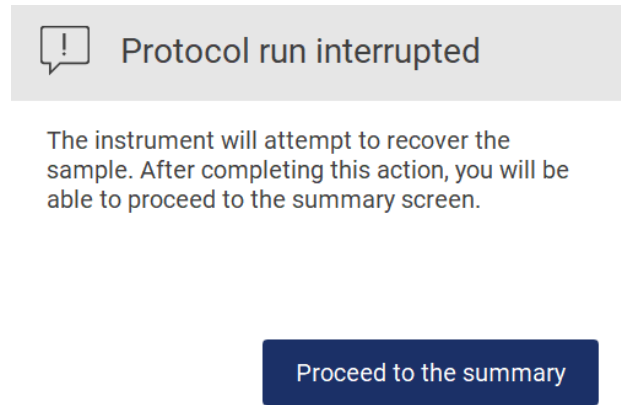 Protocol run interrupted
The instrument will attempt to recover the
sample. After completing this action, you will be
able to proceed to the summary screen.
Proceed to the summary